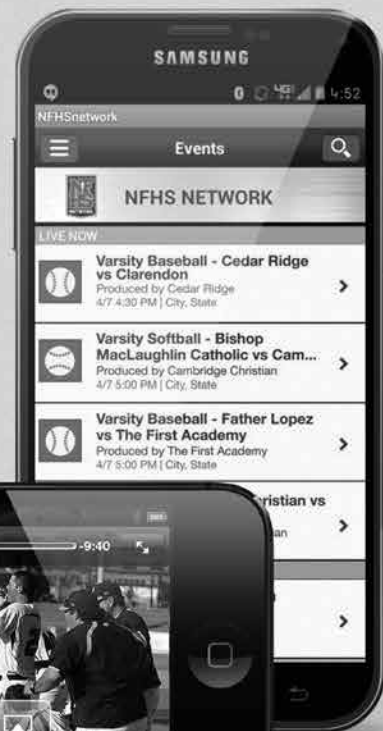 SAMSUNG
4G 4:52
NFHSnetwork
Events
NFHS NETWORK
LIVE NOW
Varsity Baseball - Cedar Ridge
vs Clarendon
Produced by Cedar Ridge
4/7 4:30 PM | City, State
Varsity Softball - Bishop
MacLaughlin Catholic vs Cam...
Produced by Cambridge Christian
4/7 5:00 PM | City, State
Varsity Baseball - Father Lopez
vs The First Academy
Produced by The First Academy
4/7 5:00 PM | City, State
ristian vs
ian
-9:40
2